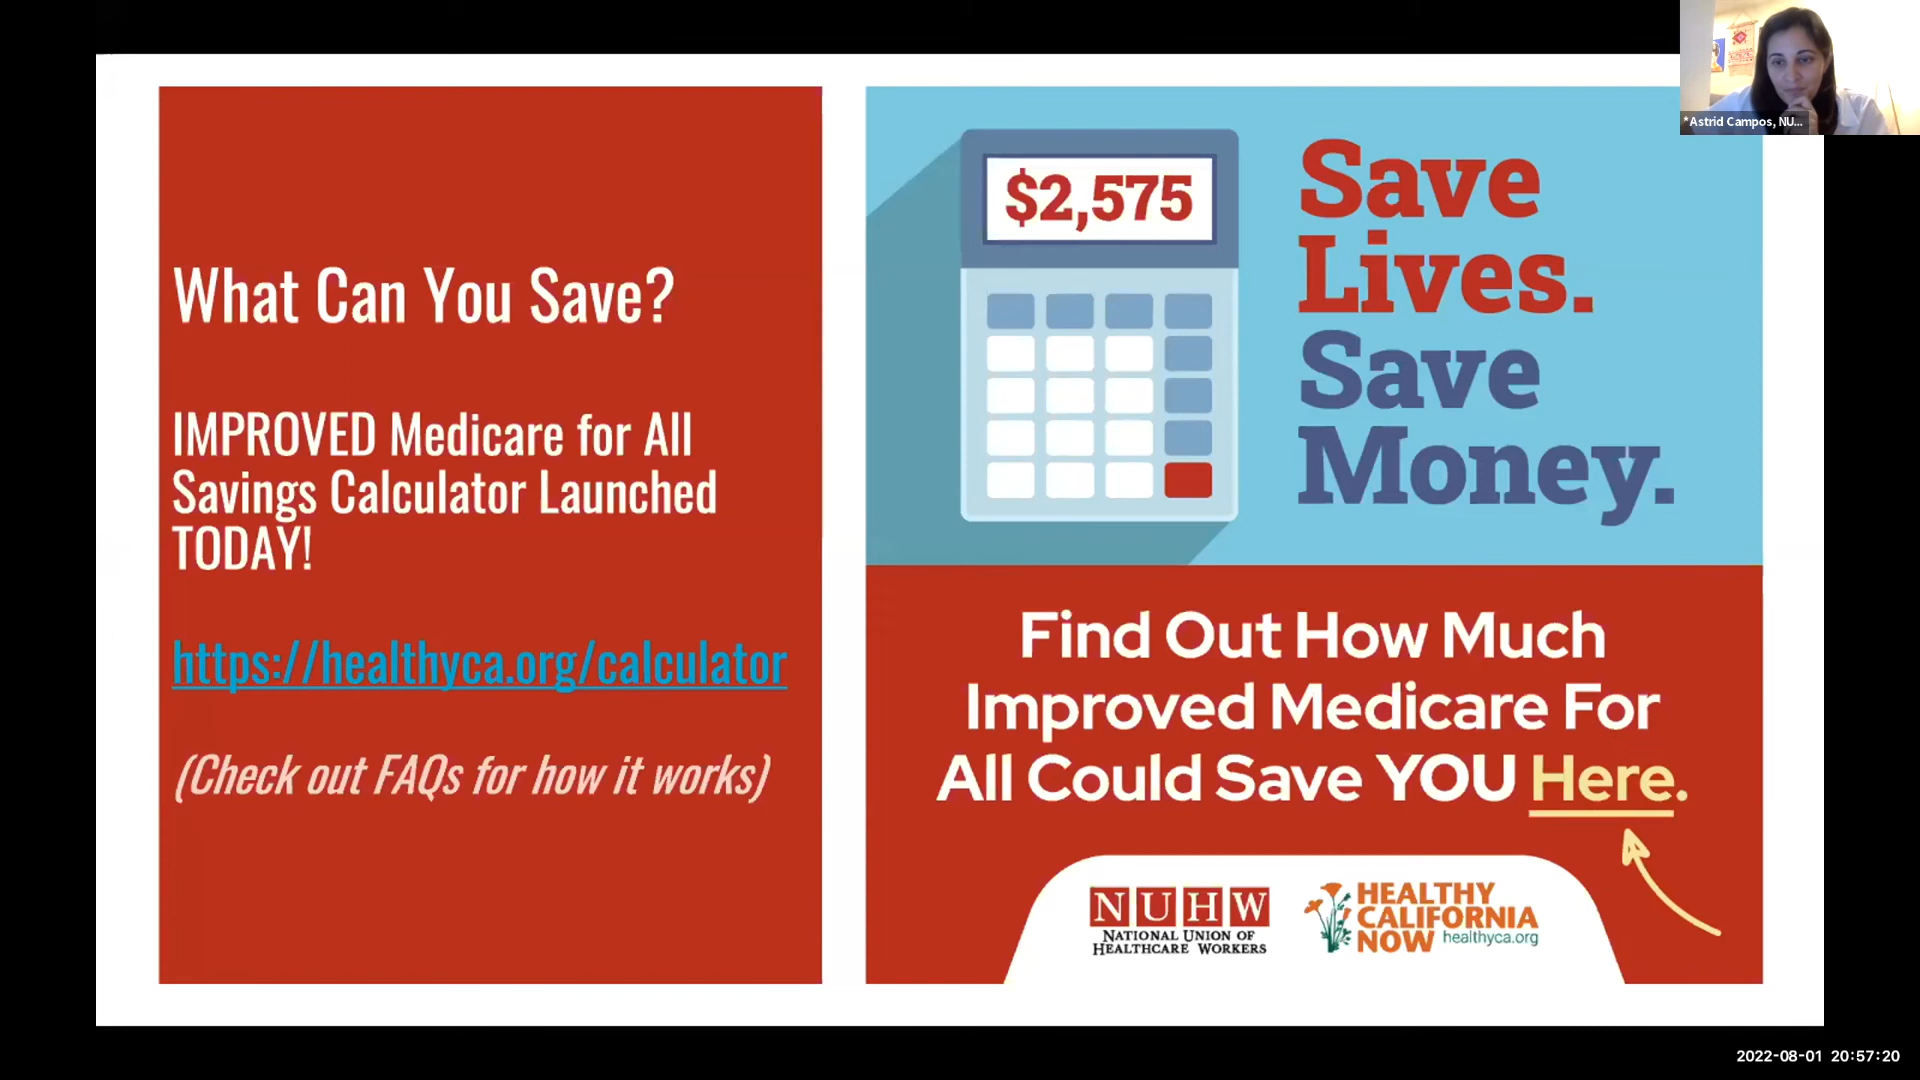 What Can You Save?
IMPROVED Medicare for All
Savings Calculator Launched
TODAY!
https://healthyca.org/calculator
(Check out FAQs for how it works)
$2,575
Save
Lives.
Save
Money.
Find Out How Much
Improved Medicare For
All Could Save YOU Here.
NUHW
NATIONAL UNION OF
HEALTHCARE WORKERS
HEALTHY
CALIFORNIA
NOW healthyca.org
*Astrid Campos, NU...
2022-08-01 20:57:20